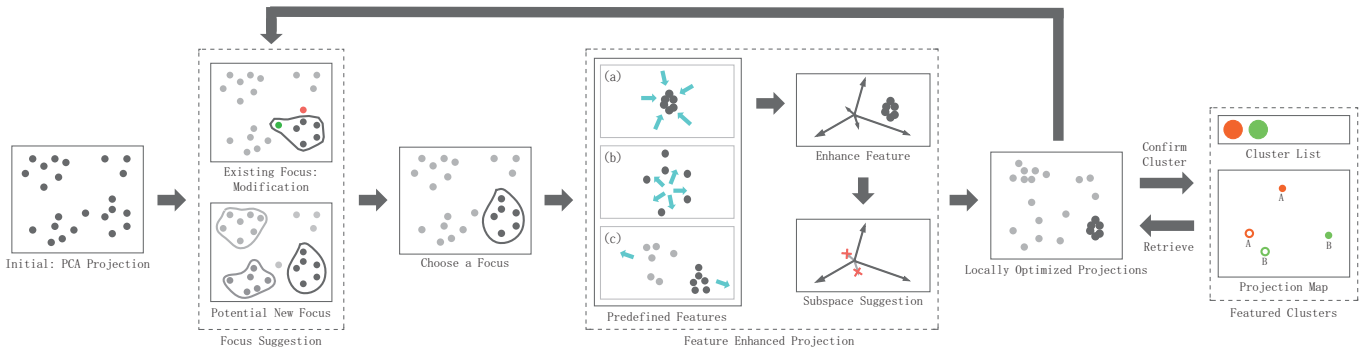 Initial: PCA Projection
Existing Focus:
Modification
Potential New Focus
Focus Suggestion
Choose a Focus
(a)
(b)
(c)
Predefined Features
Enhance Feature
Subspace Suggestion
Feature Enhanced Projection
Locally Optimized Projections
Confirm
Cluster
Retrieve
Cluster List
A
A
B
B
Projection Map
Featured Clusters